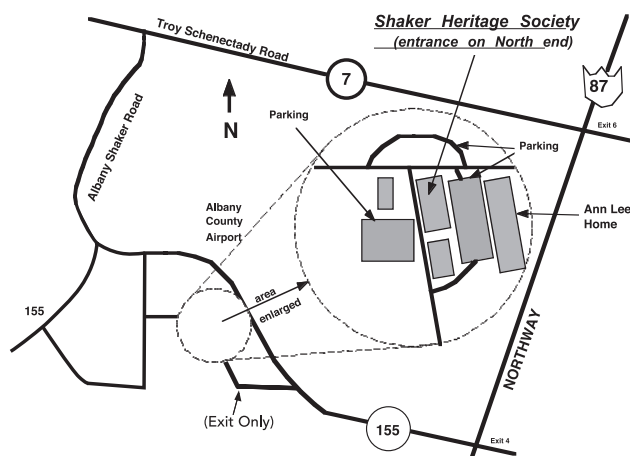 Shaker Heritage Society
(entrance on North end)
Troy Schenectady Road
7
87
Exit 6
N
Albany Shaker Road
Parking
Parking
Albany
County
Airport
Ann Lee
Home
area
enlarged
155
NORTHWAY
(Exit Only)
155
Exit 4